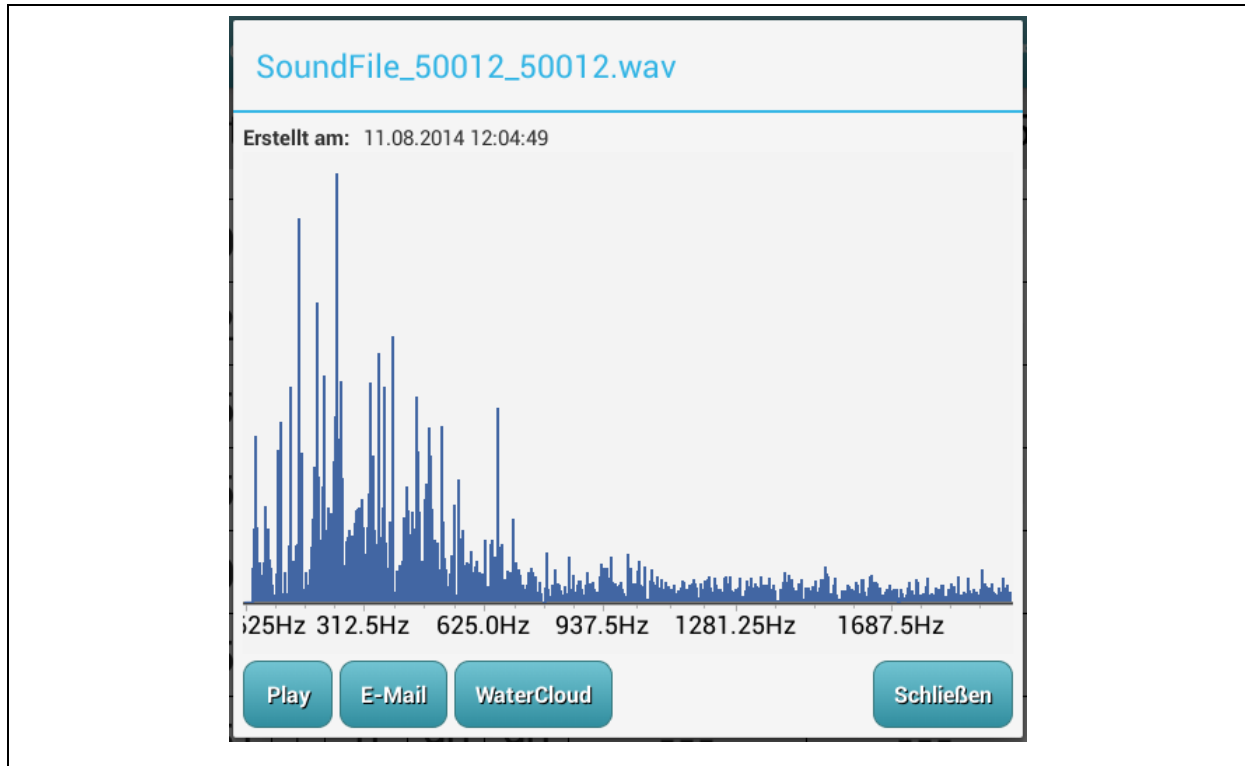 SoundFile_50012_50012.wav
Erstellt am: 11.08.2014 12:04:49
525Hz 312.5Hz 625.0Hz 937.5Hz 1281.25Hz 1687.5Hz
Play E-Mail WaterCloud Schließen